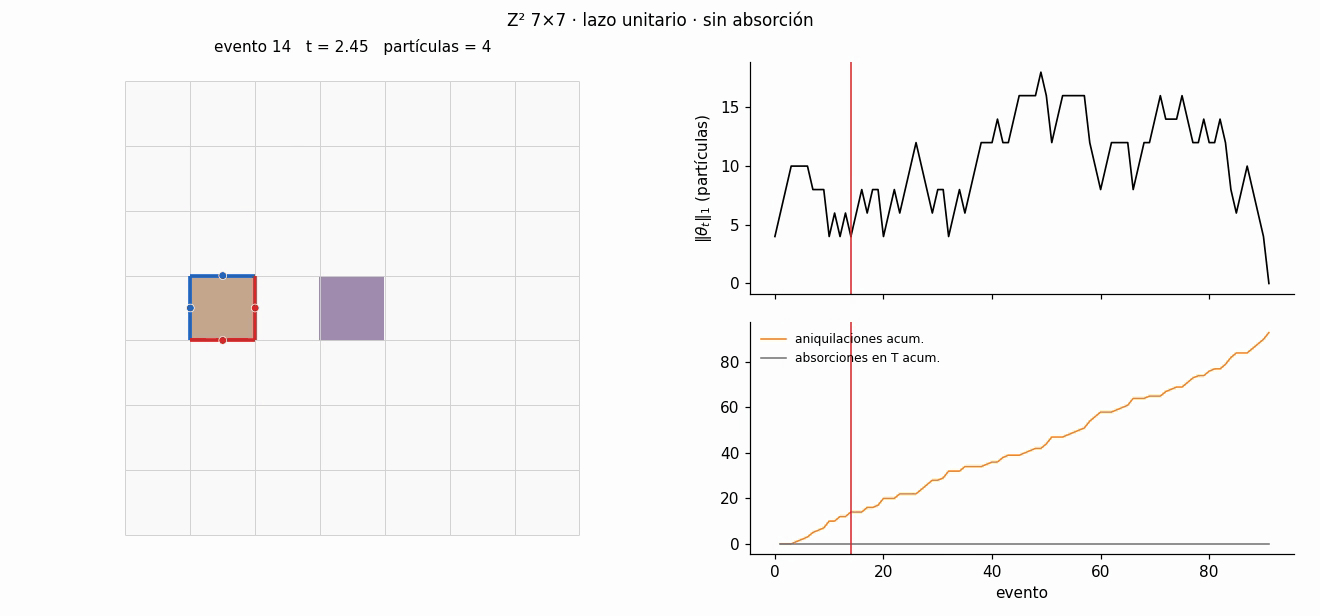 Z² 7×7 · lazo unitario · sin absorción
evento 14   t = 2.45   partículas = 4
‖θₜ‖₁ (partículas)
15
10
5
0
aniquilaciones acum.
absorciones en T acum.
80
60
40
20
0
0 20 40 60 80
evento